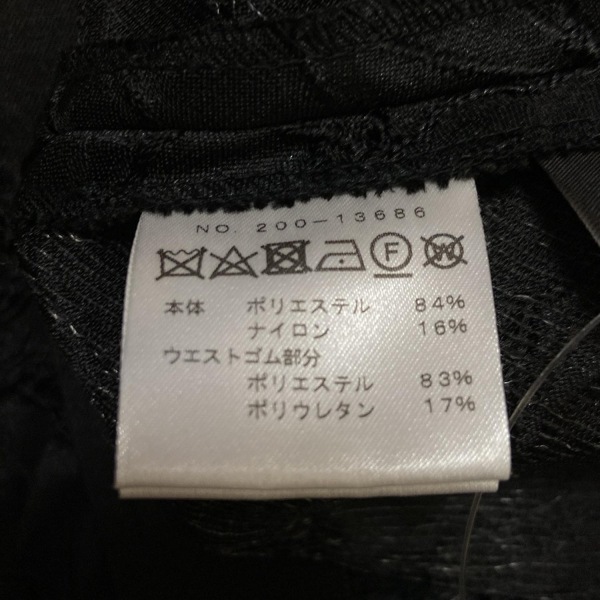 NO. 200-13686
F W
本体 ポリエステル 84%
ナイロン 16%
ウエストゴム部分
ポリエステル 83%
ポリウレタン 17%